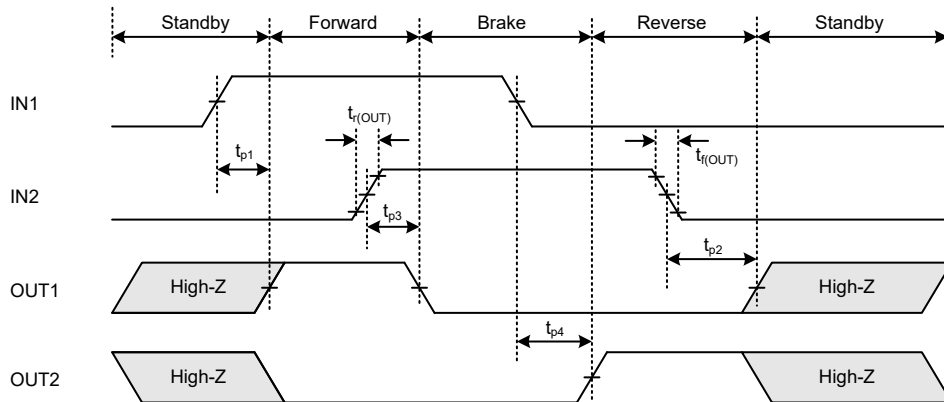 Standby Forward Brake Reverse Standby
IN1
tr(OUT)
tp1
tf(OUT)
IN2
tp3
tp2
OUT1 High-Z High-Z
tp4
OUT2 High-Z High-Z